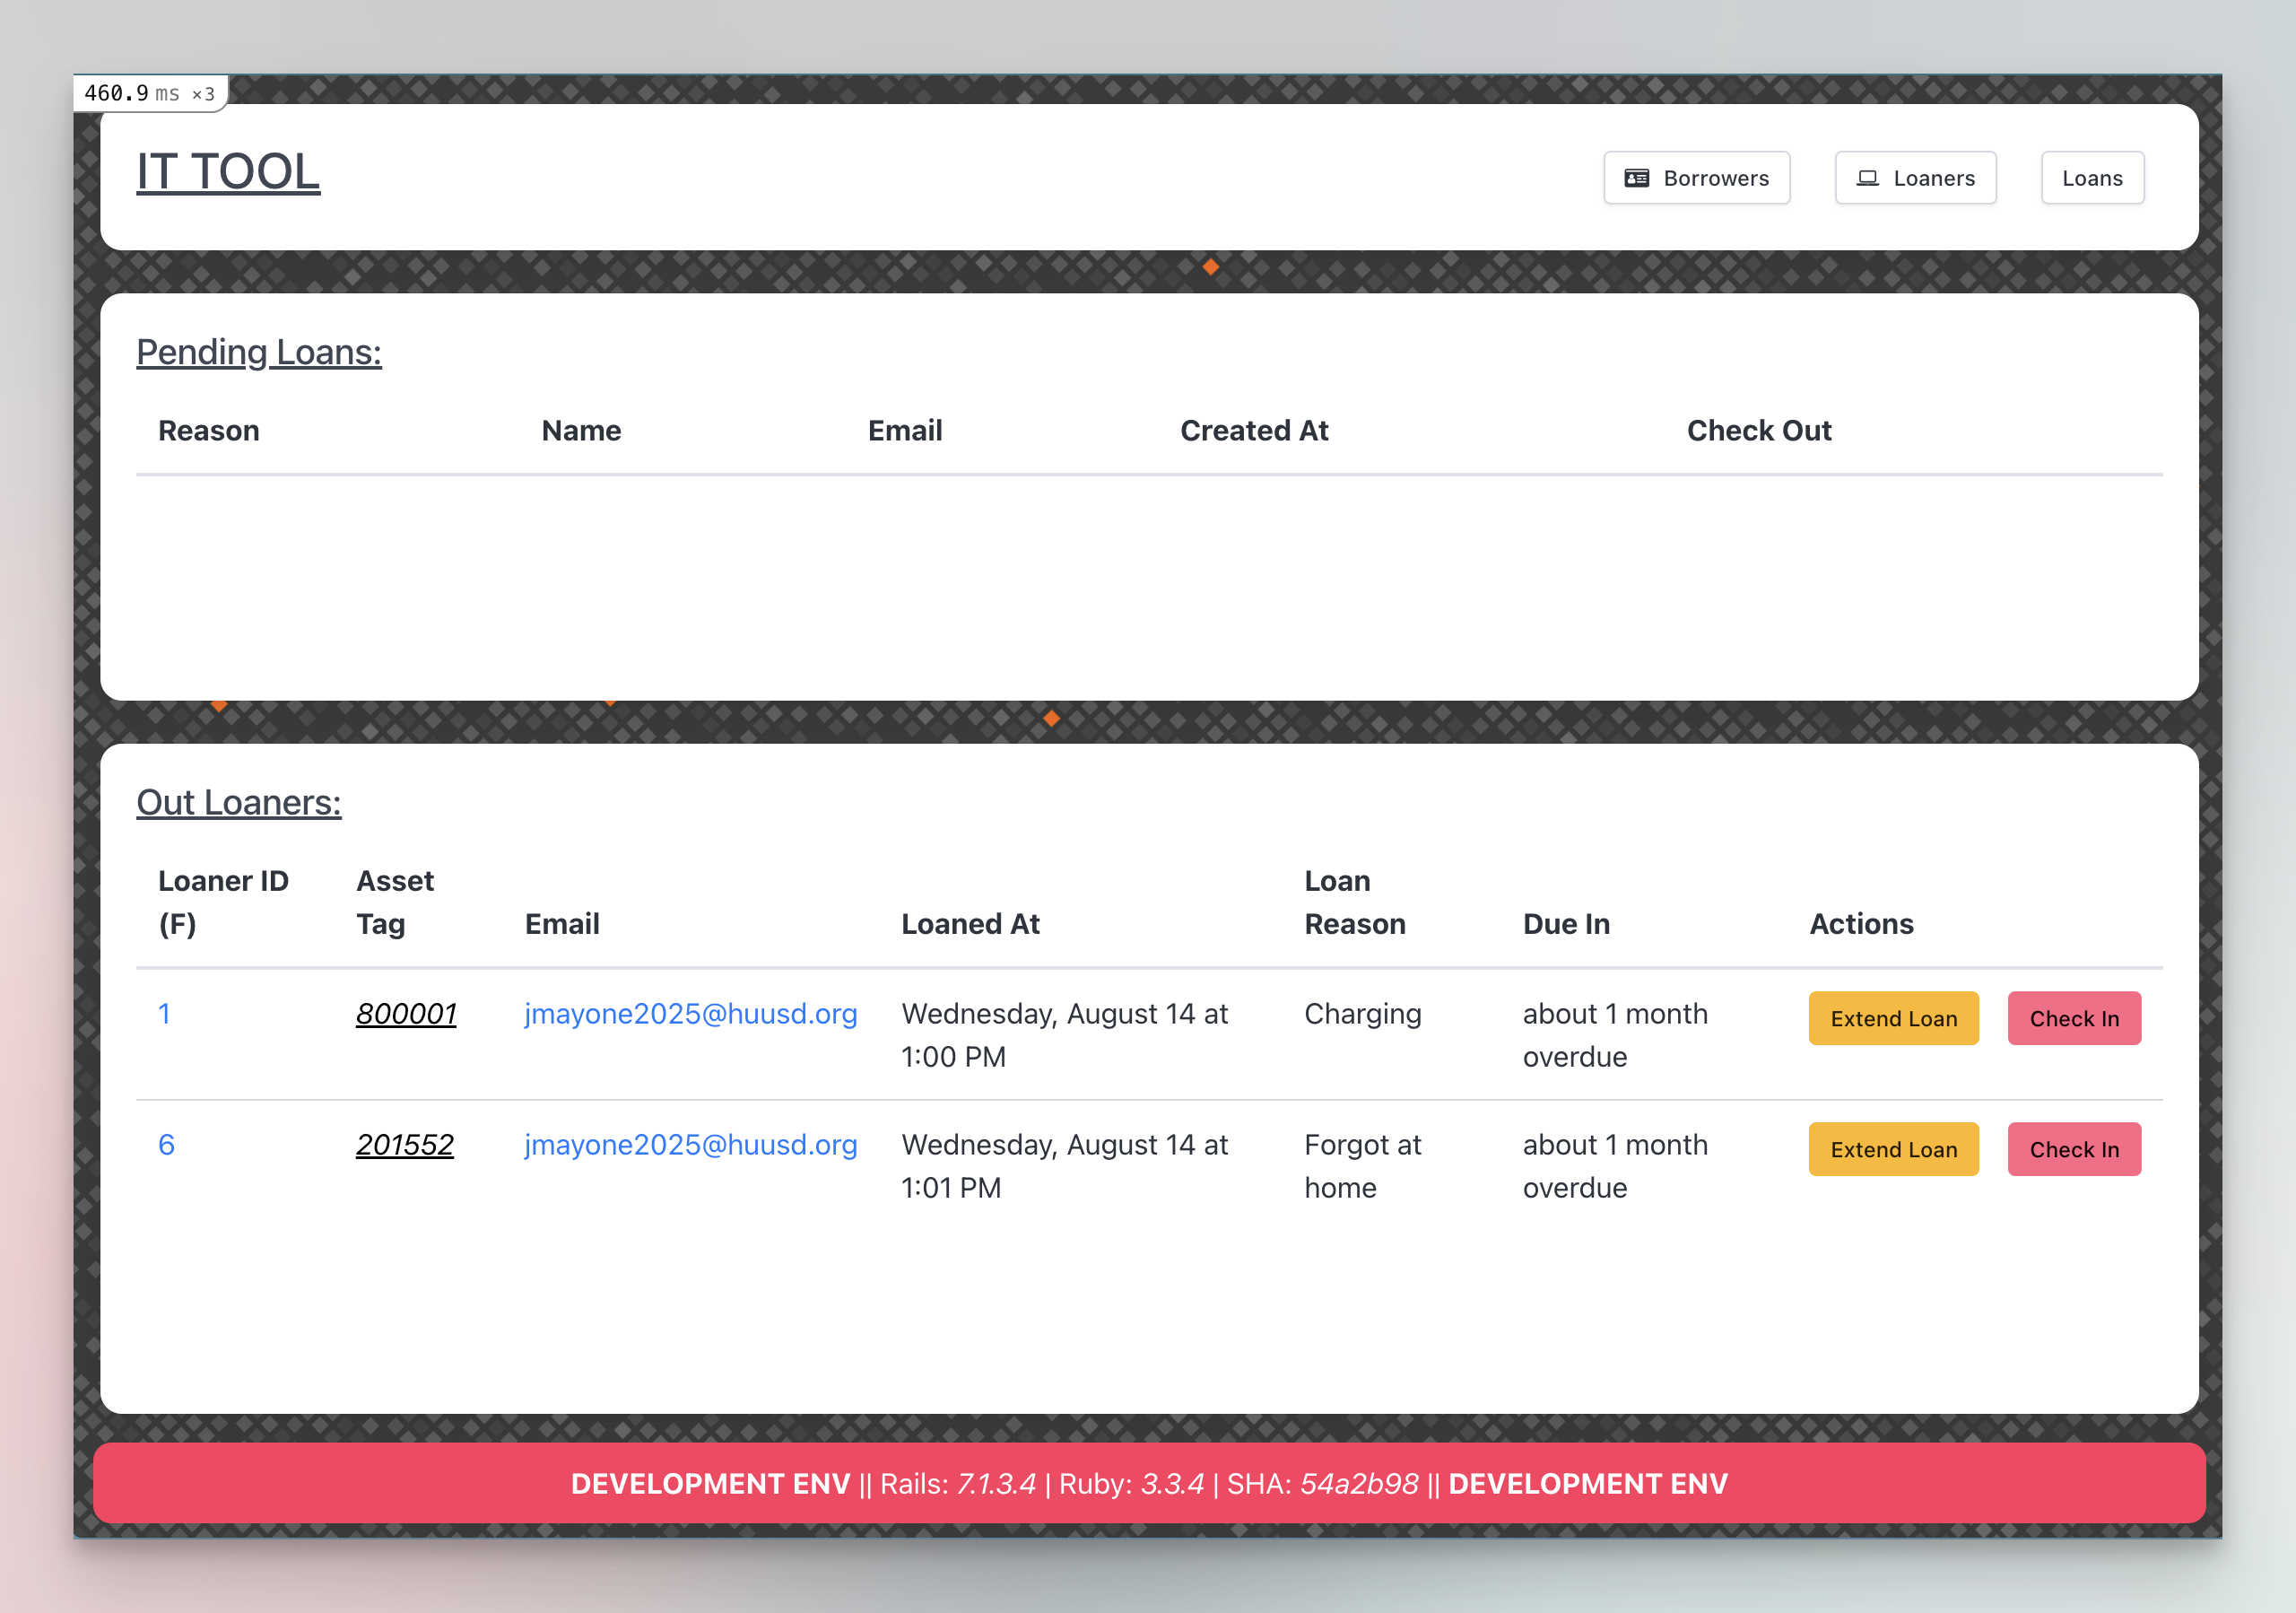 460.9 ms ×3
IT TOOL
Borrowers
Loaners
Loans
Pending Loans:
Reason Name Email Created At Check Out
Out Loaners:
Loaner ID (F) Asset Tag Email Loaned At Loan Reason Due In Actions
1 800001 jmayone2025@huusd.org Wednesday, August 14 at 1:00 PM Charging about 1 month overdue Extend Loan Check In
6 201552 jmayone2025@huusd.org Wednesday, August 14 at 1:01 PM Forgot at home about 1 month overdue Extend Loan Check In
DEVELOPMENT ENV || Rails: 7.1.3.4 | Ruby: 3.3.4 | SHA: 54a2b98 || DEVELOPMENT ENV